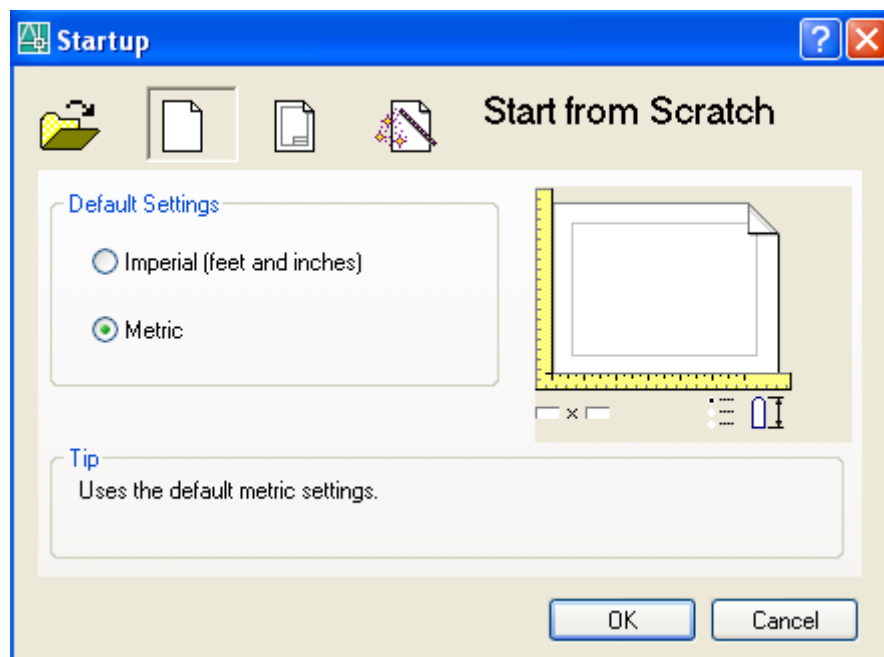 Startup
Start from Scratch
Default Settings
Imperial (feet and inches)
Metric
Tip
Uses the default metric settings.
OK
Cancel